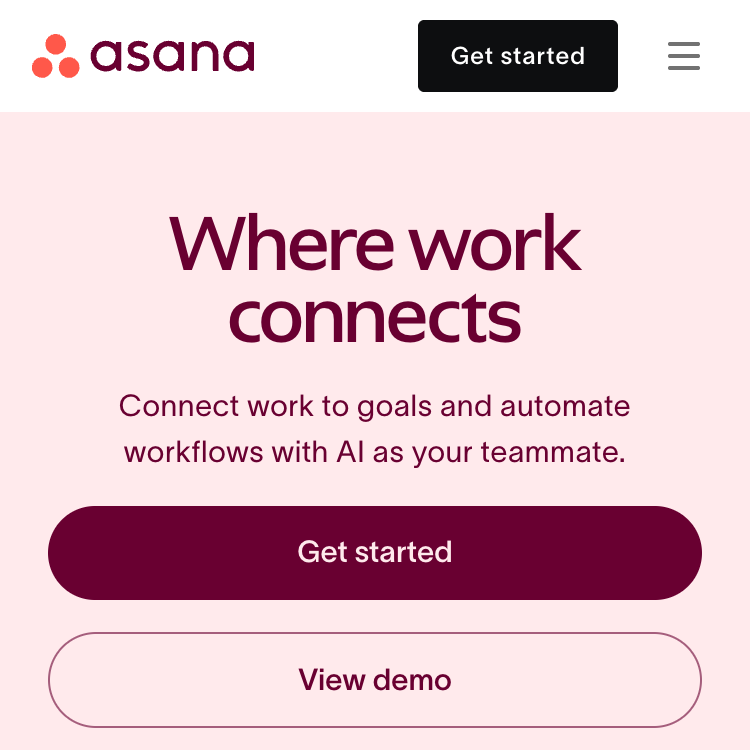 asana
Get started
Where work
connects
Connect work to goals and automate
workflows with AI as your teammate.
Get started
View demo